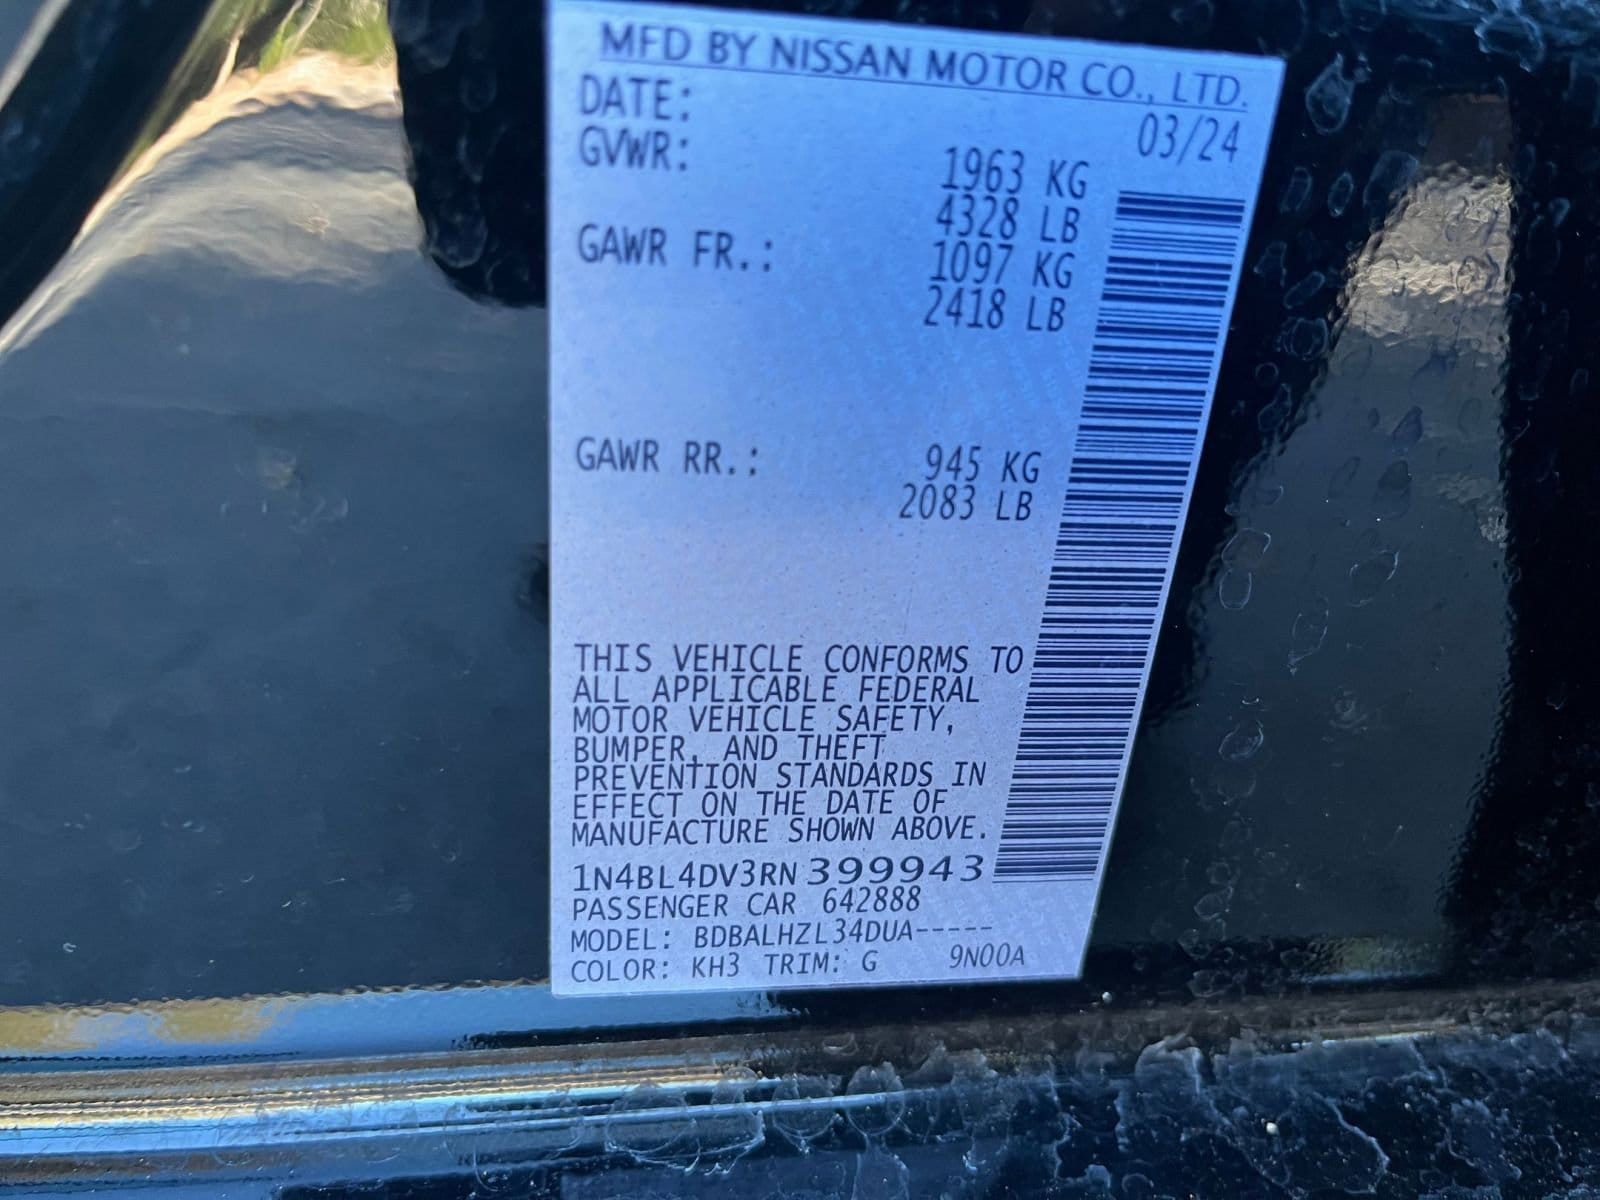 MFD BY NISSAN MOTOR CO., LTD.
DATE: 03/24
GVWR: 1963 KG
4328 LB
GAWR FR.: 1097 KG
2418 LB
GAWR RR.: 945 KG
2083 LB
THIS VEHICLE CONFORMS TO
ALL APPLICABLE FEDERAL
MOTOR VEHICLE SAFETY,
BUMPER, AND THEFT
PREVENTION STANDARDS IN
EFFECT ON THE DATE OF
MANUFACTURE SHOWN ABOVE.
1N4BL4DV3RN399943
PASSENGER CAR 642888
MODEL: BDBALHZL34DUA-----
COLOR: KH3 TRIM: G 9N00A